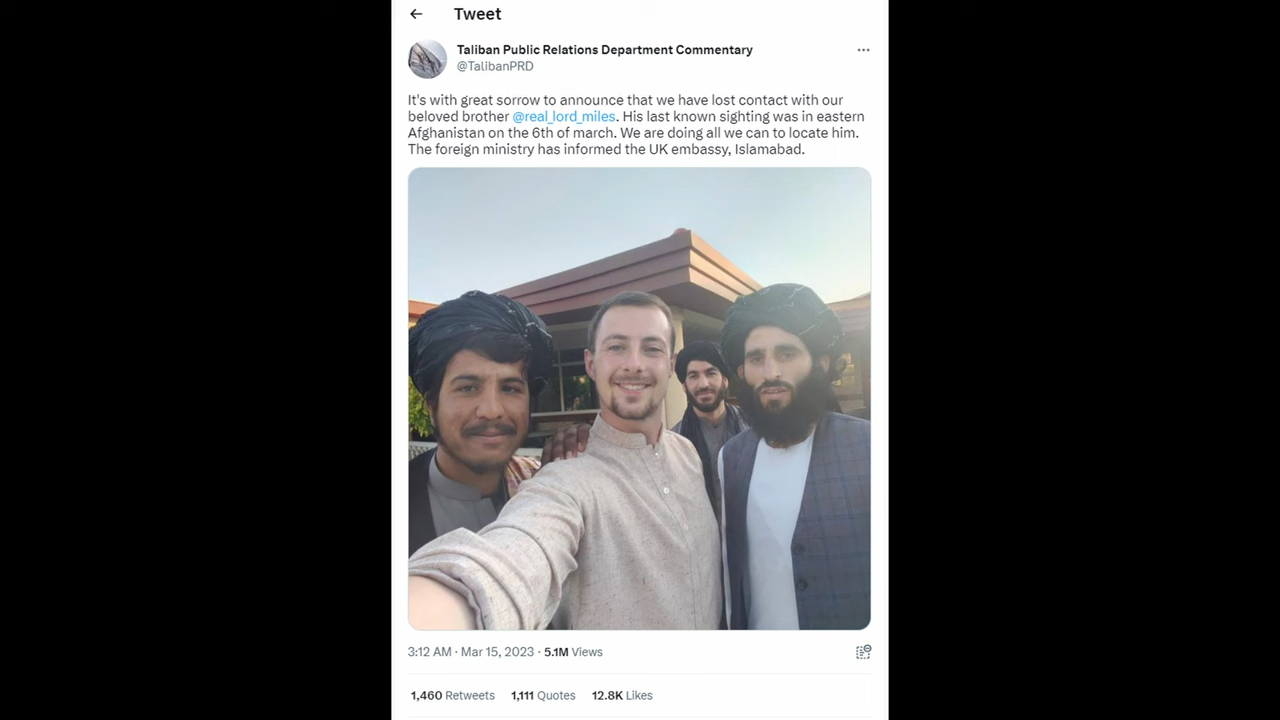 Tweet
Taliban Public Relations Department Commentary
@TalibanPRD
It's with great sorrow to announce that we have lost contact with our
beloved brother @real_lord_miles. His last known sighting was in eastern
Afghanistan on the 6th of march. We are doing all we can to locate him.
The foreign ministry has informed the UK embassy, Islamabad.
3:12 AM · Mar 15, 2023 · 5.1M Views
1,460 Retweets 1,111 Quotes 12.8K Likes